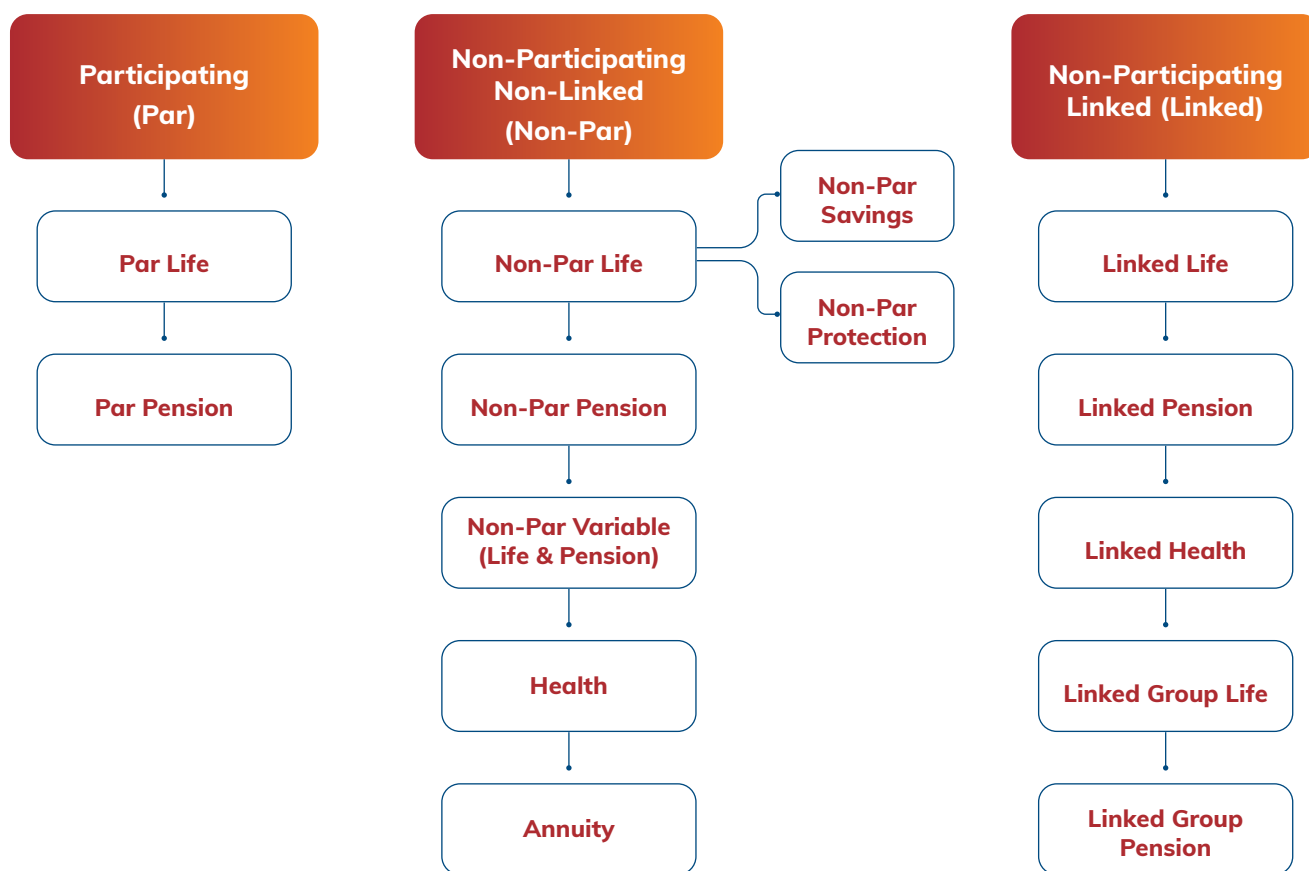 Participating
(Par)
Par Life
Par Pension
Non-Participating
Non-Linked
(Non-Par)
Non-Par Life
Non-Par
Savings
Non-Par
Protection
Non-Par Pension
Non-Par Variable
(Life & Pension)
Health
Annuity
Non-Participating
Linked (Linked)
Linked Life
Linked Pension
Linked Health
Linked Group Life
Linked Group
Pension